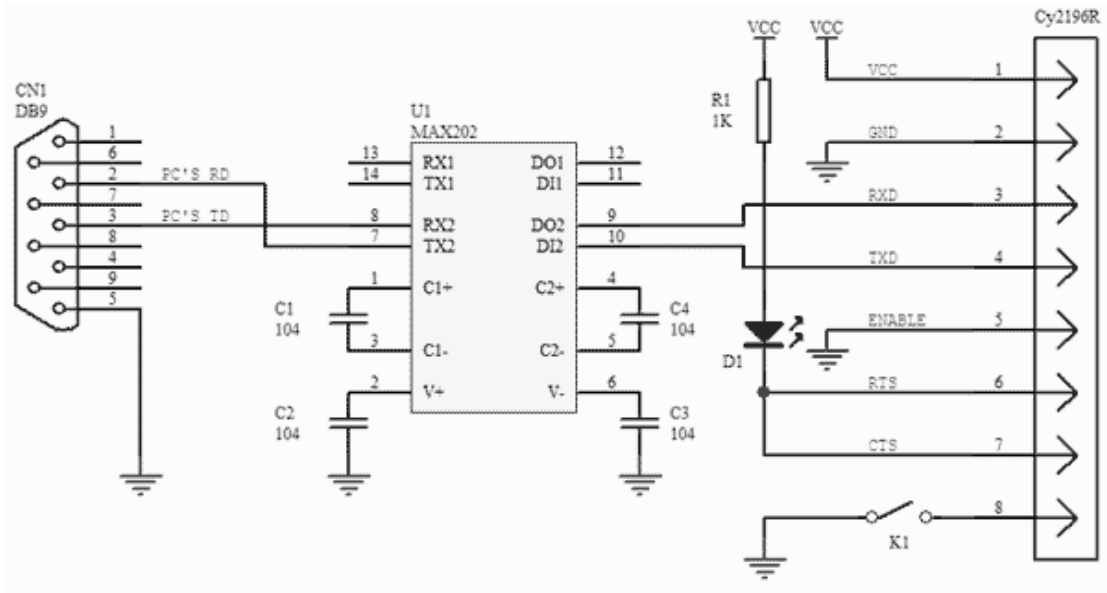 CN1
DB9
1
6
2
7
3
8
4
9
5
PC'S RD
PC'S TD
U1
MAX202
13 RX1 DO1 12
14 TX1 DI1 11
8 RX2 DO2 9
7 TX2 DI2 10
1 C1+ C2+ 4
3 C1- C2- 5
2 V+ V- 6
C1
104
C2
104
C4
104
C3
104
VCC
VCC
R1
1K
D1
K1
Cy2196R
VCC 1
GND 2
RXD 3
TXD 4
ENABLE 5
RTS 6
CTS 7
8